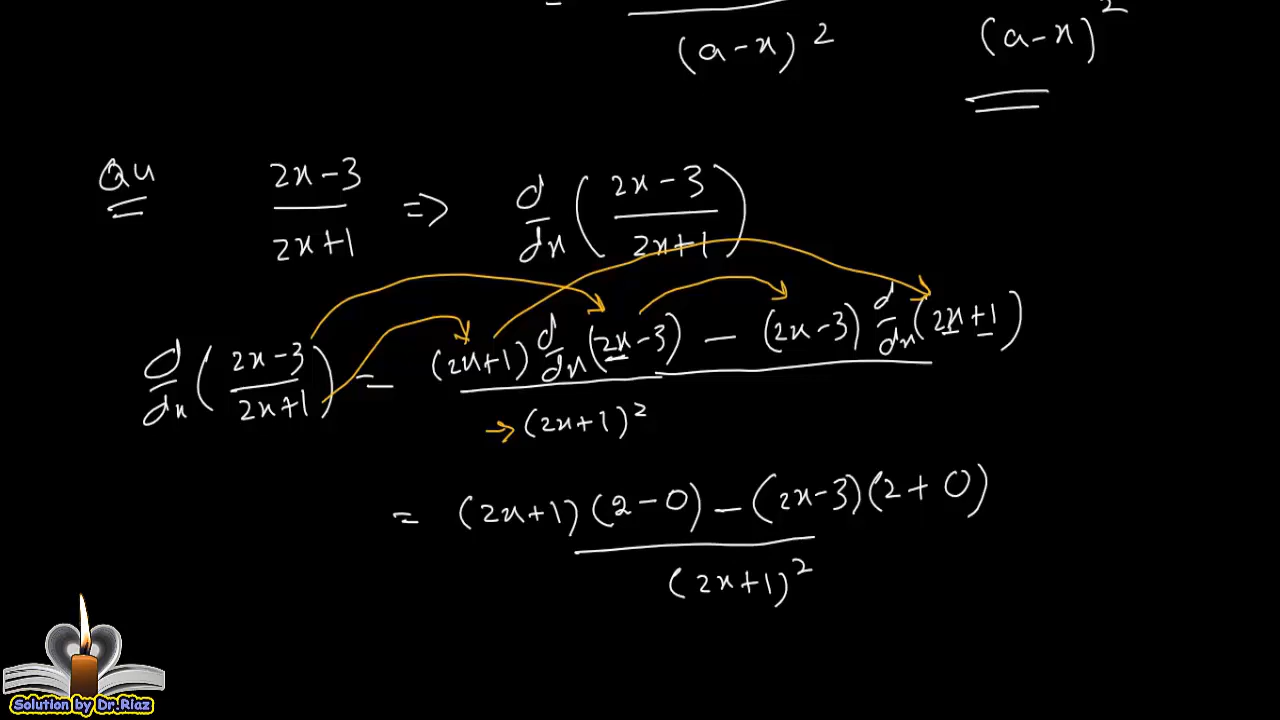 =
(a-x)² (a-x)²
Q4 2x-3/2x+1 => d/dx (2x-3/2x+1)
d/dx (2x-3/2x+1) = (2x+1) d/dx (2x-3) - (2x-3) d/dx (2x+1) / → (2x+1)²
= (2x+1)(2-0) - (2x-3)(2+0) / (2x+1)²
Solution by Dr.Riaz